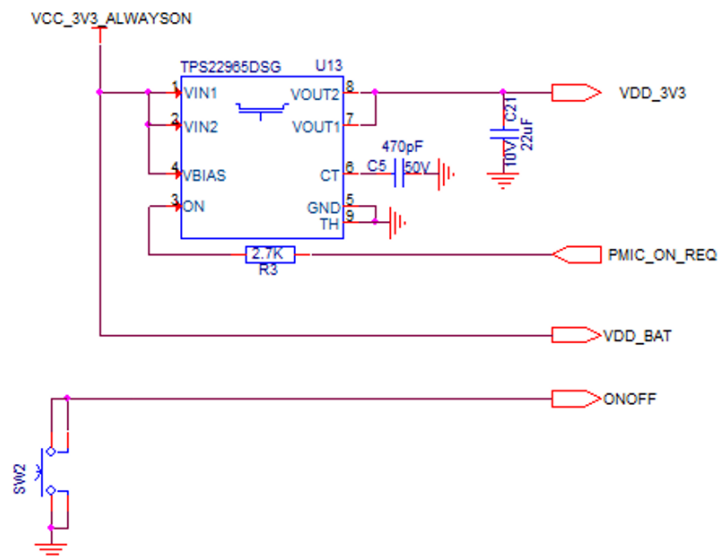 VCC_3V3_ALWAYSON
TPS22965DSG U13
1 VIN1 VOUT2 8
VDD_3V3
2 VIN2 VOUT1 7
C21
22uF
10V
470pF
4 VBIAS CT 6 C5 50V
3 ON GND 5
TH 9
2.7K
R3
PMIC_ON_REQ
VDD_BAT
ONOFF
SW2